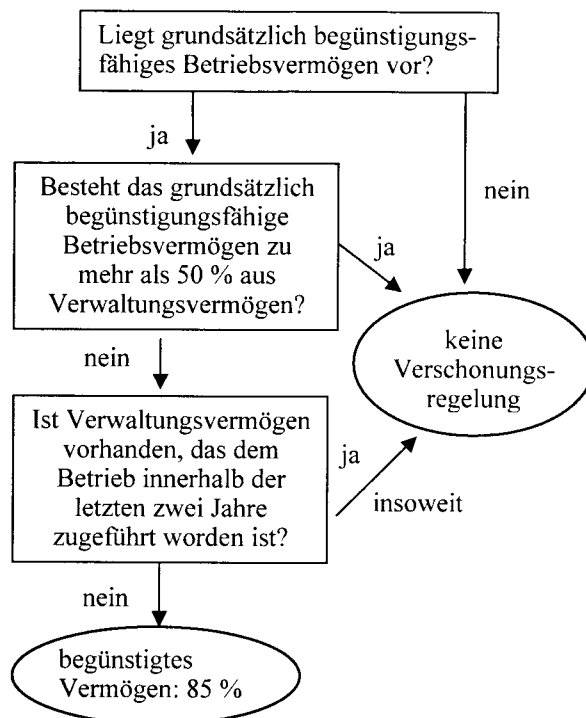 Liegt grundsätzlich begünstigungs-
fähiges Betriebsvermögen vor?
ja
nein
Besteht das grundsätzlich
begünstigungsfähige
Betriebsvermögen zu
mehr als 50 % aus
Verwaltungsvermögen?
ja
keine
Verschonungs-
regelung
nein
Ist Verwaltungsvermögen
vorhanden, das dem
Betrieb innerhalb der
letzten zwei Jahre
zugeführt worden ist?
ja
insoweit
nein
begünstigtes
Vermögen: 85 %